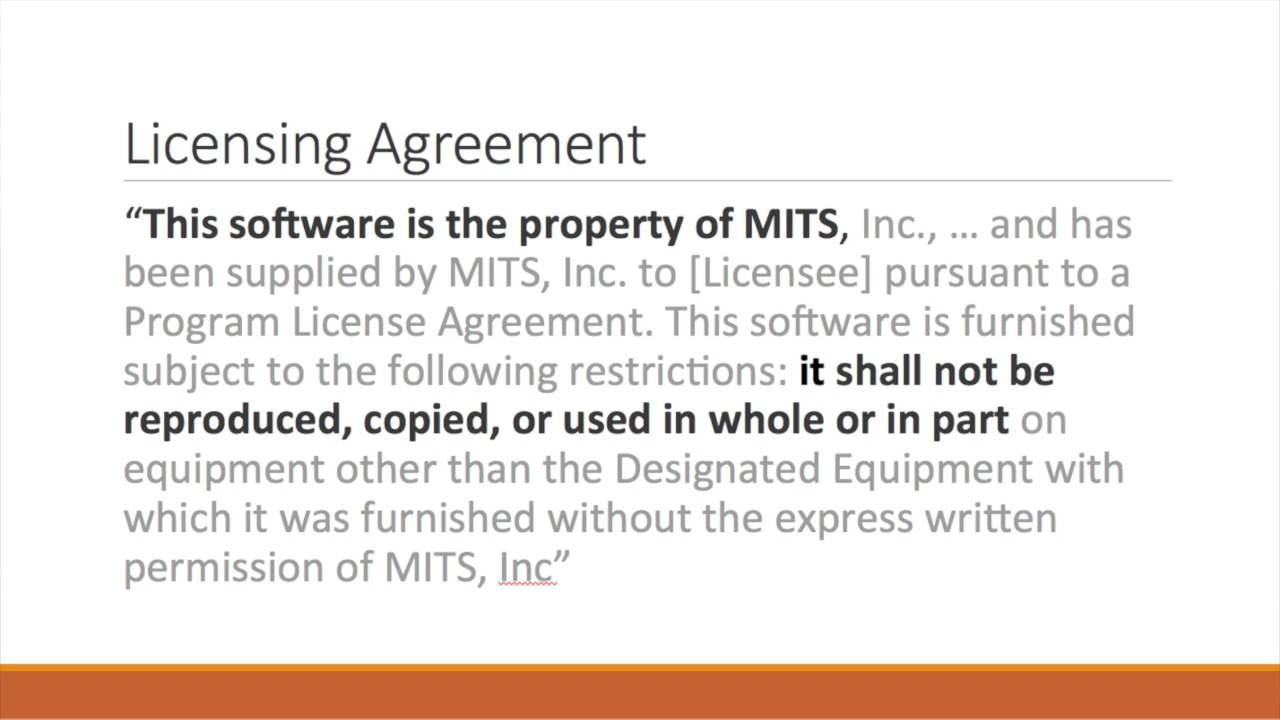 Licensing Agreement
“This software is the property of MITS, Inc., … and has
been supplied by MITS, Inc. to [Licensee] pursuant to a
Program License Agreement. This software is furnished
subject to the following restrictions: it shall not be
reproduced, copied, or used in whole or in part on
equipment other than the Designated Equipment with
which it was furnished without the express written
permission of MITS, Inc”